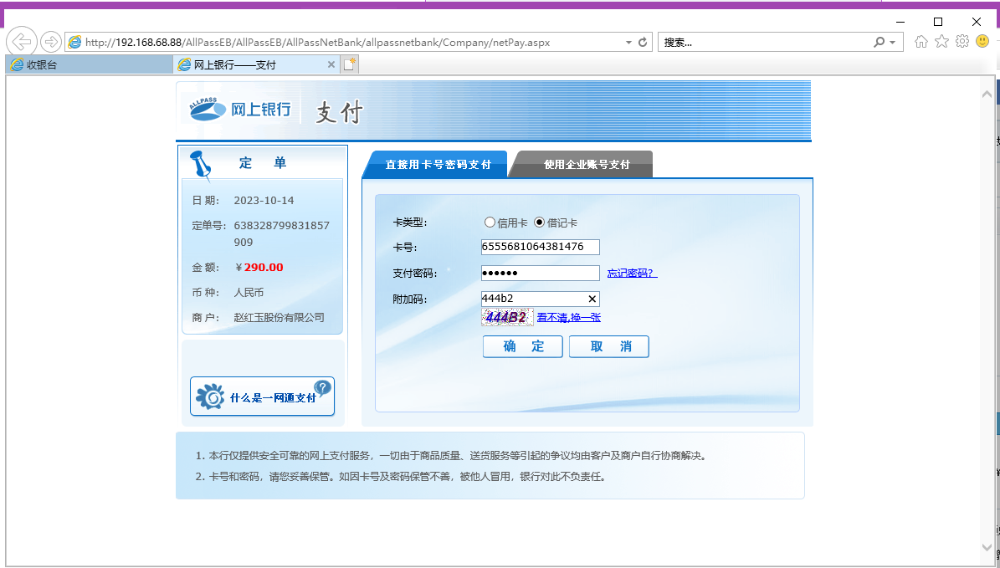 http://192.168.68.88/AllPassEB/AllPassEB/AllPassNetBank/allpassnetbank/Company/netPay.aspx
搜索...
收银台
网上银行——支付
ALLPASS 网上银行 支付
定 单
日 期: 2023-10-14
定单号: 638328799831857
909
金 额: ￥290.00
币 种: 人民币
商 户: 赵红玉股份有限公司
什么是一网通支付
?
直接用卡号密码支付
使用企业账号支付
卡类型: 信用卡 借记卡
卡号: 6555681064381476
支付密码: ●●●●●● 忘记密码?
附加码: 444b2
444B2 看不清,换一张
确 定 取 消
1. 本行仅提供安全可靠的网上支付服务，一切由于商品质量、送货服务等引起的争议均由客户及商户自行协商解决。
2. 卡号和密码，请您妥善保管。如因卡号及密码保管不善，被他人冒用，银行对此不负责任。